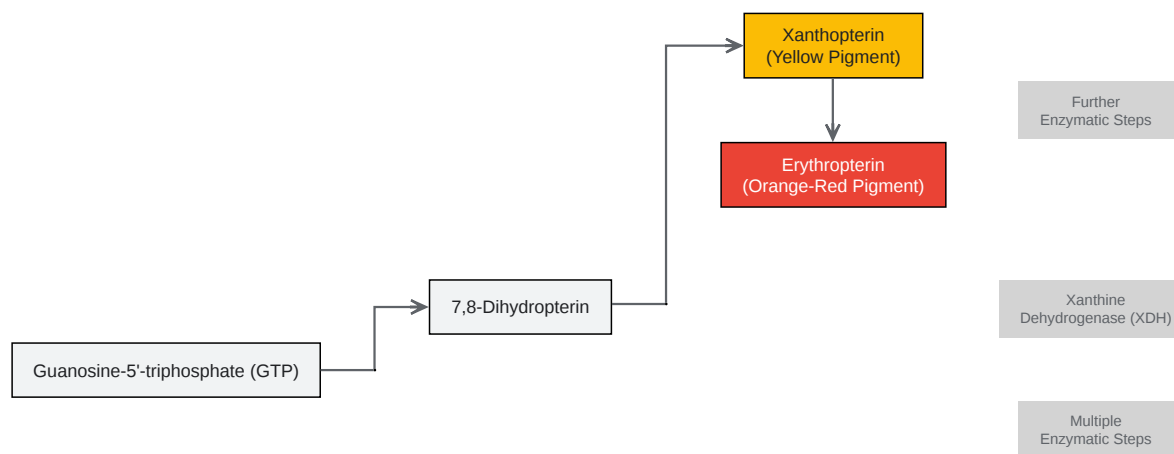 Xanthopterin
(Yellow Pigment)
Further
Enzymatic Steps
Erythropterin
(Orange-Red Pigment)
7,8-Dihydropterin
Xanthine
Dehydrogenase (XDH)
Guanosine-5'-triphosphate (GTP)
Multiple
Enzymatic Steps